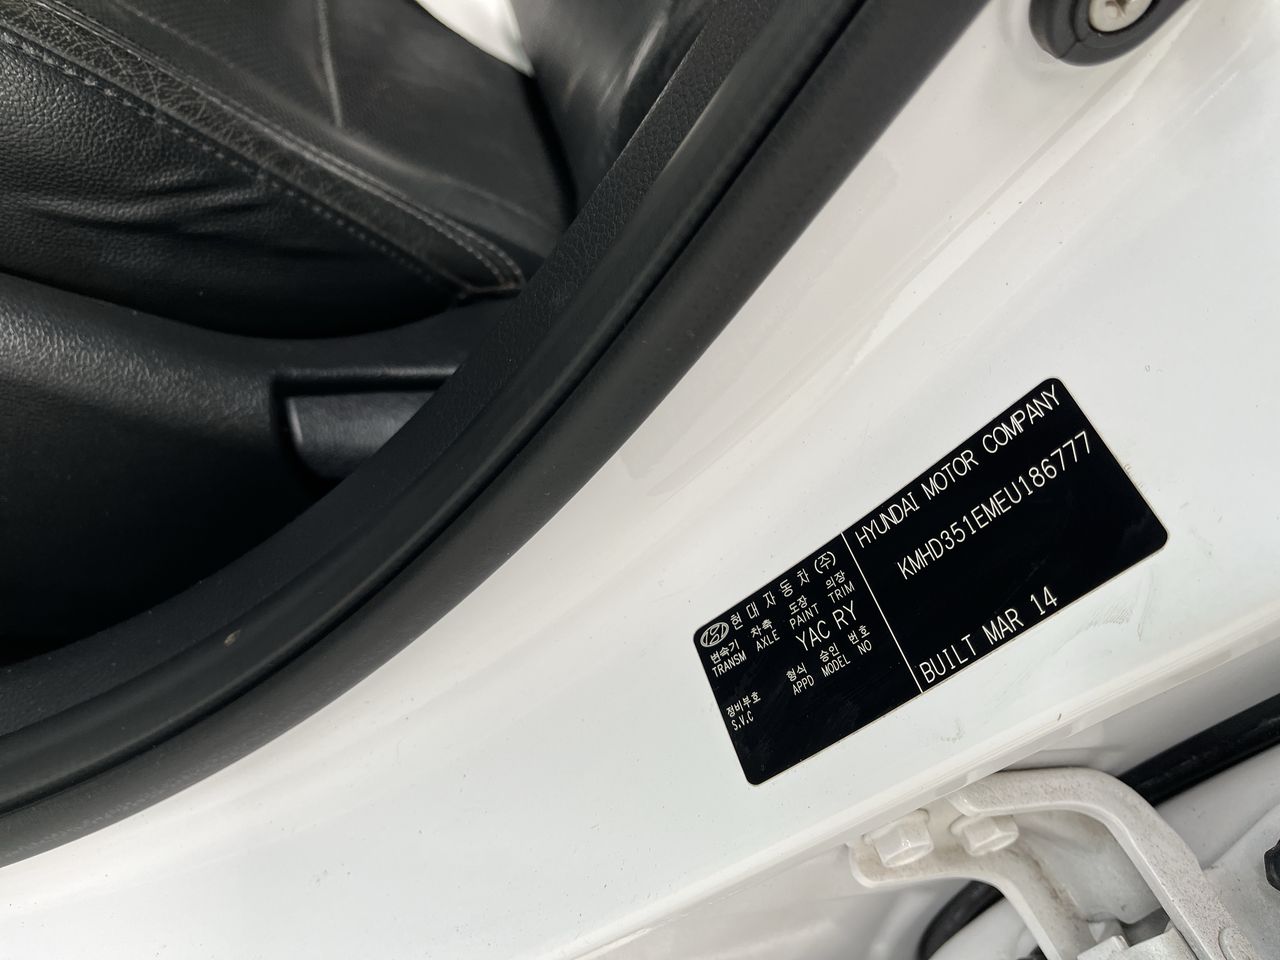 현대자동차(주)
변속기 차축 도장 의장
TRANSM AXLE PAINT TRIM
YAC RY
형식 승인 번호
APPD MODEL NO
정비부호
S.V.C
HYUNDAI MOTOR COMPANY
KMHD351EMEU186777
BUILT MAR 14